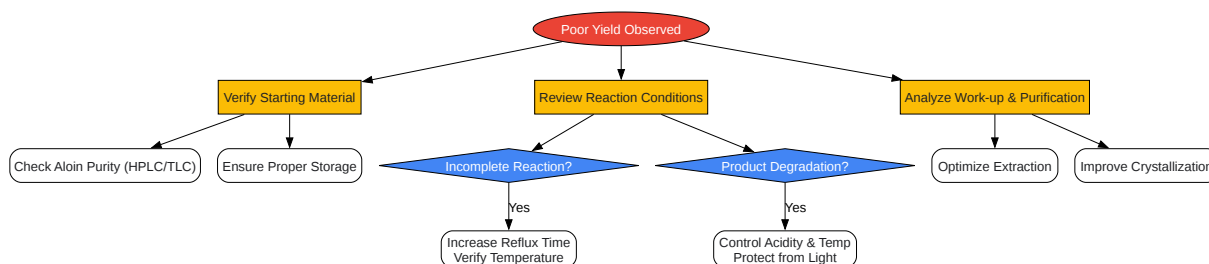 Poor Yield Observed
Verify Starting Material
Review Reaction Conditions
Analyze Work-up & Purification
Check Aloin Purity (HPLC/TLC)
Ensure Proper Storage
Incomplete Reaction?
Product Degradation?
Optimize Extraction
Improve Crystallization
Yes
Yes
Increase Reflux Time
Verify Temperature
Control Acidity & Temp
Protect from Light